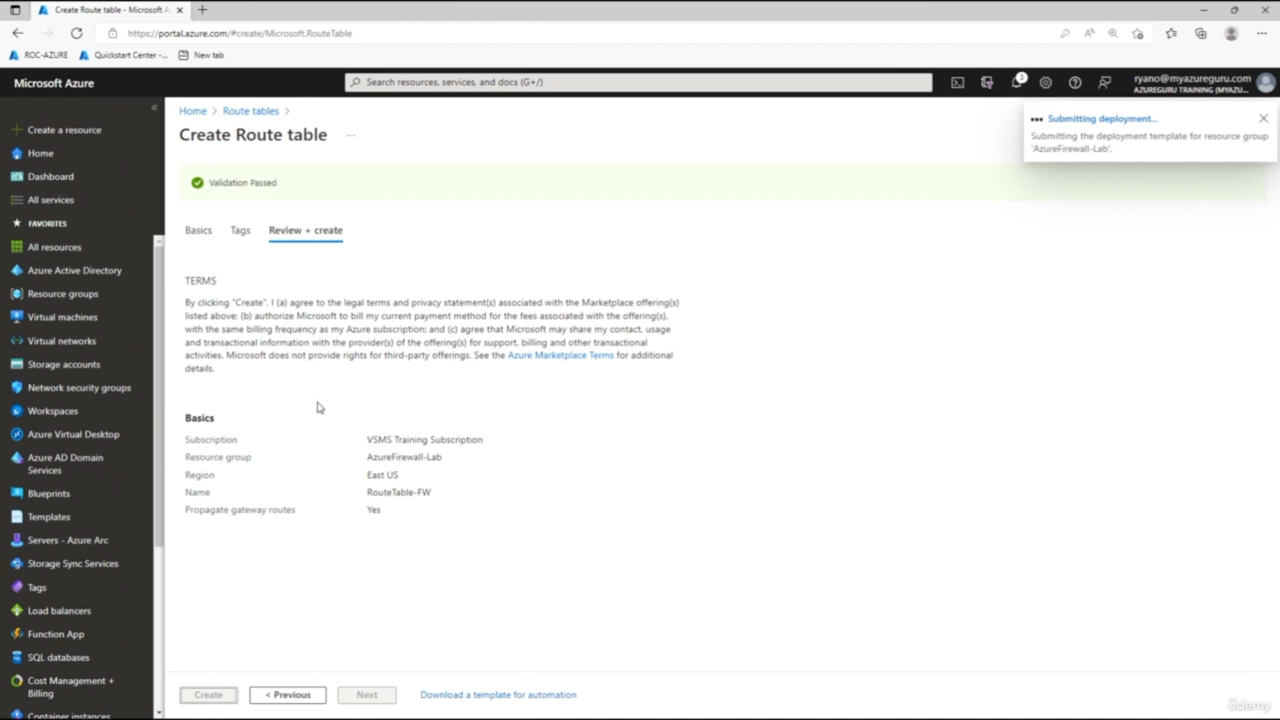 Create Route table - Microsoft A
https://portal.azure.com/#create/Microsoft.RouteTable
ROC-AZURE
Quickstart Center -...
New tab
Microsoft Azure
Search resources, services, and docs (G+/)
ryano@myazureguru.com
AZUREGURU TRAINING (MYAZU...
Create a resource
Home
Dashboard
All services
FAVORITES
All resources
Azure Active Directory
Resource groups
Virtual machines
Virtual networks
Storage accounts
Network security groups
Workspaces
Azure Virtual Desktop
Azure AD Domain
Services
Blueprints
Templates
Servers - Azure Arc
Storage Sync Services
Tags
Load balancers
Function App
SQL databases
Cost Management +
Billing
Container instances
Home > Route tables >
Create Route table ...
Submitting deployment...
Submitting the deployment template for resource group
'AzureFirewall-Lab'.
Validation Passed
Basics Tags Review + create
TERMS
By clicking "Create", I (a) agree to the legal terms and privacy statement(s) associated with the Marketplace offering(s)
listed above; (b) authorize Microsoft to bill my current payment method for the fees associated with the offering(s),
with the same billing frequency as my Azure subscription; and (c) agree that Microsoft may share my contact, usage
and transactional information with the provider(s) of the offering(s) for support, billing and other transactional
activities. Microsoft does not provide rights for third-party offerings. See the Azure Marketplace Terms for additional
details.
Basics
Subscription VSMS Training Subscription
Resource group AzureFirewall-Lab
Region East US
Name RouteTable-FW
Propagate gateway routes Yes
Create < Previous Next Download a template for automation
ûdemy